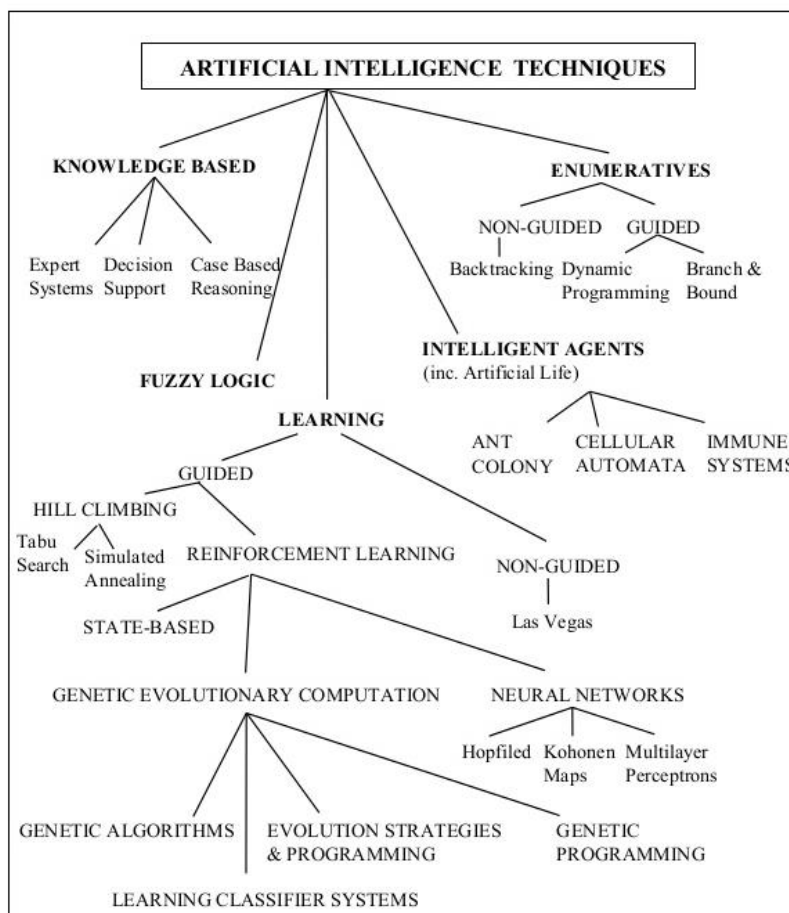 ARTIFICIAL INTELLIGENCE TECHNIQUES
KNOWLEDGE BASED
ENUMERATIVES
NON-GUIDED
GUIDED
Expert
Systems
Decision
Support
Case Based
Reasoning
Backtracking
Dynamic
Programming
Branch &
Bound
FUZZY LOGIC
INTELLIGENT AGENTS
(inc. Artificial Life)
LEARNING
ANT
COLONY
CELLULAR
AUTOMATA
IMMUNE
SYSTEMS
GUIDED
HILL CLIMBING
Tabu
Search
Simulated
Annealing
REINFORCEMENT LEARNING
NON-GUIDED
Las Vegas
STATE-BASED
GENETIC EVOLUTIONARY COMPUTATION
NEURAL NETWORKS
Hopfiled
Kohonen
Maps
Multilayer
Perceptrons
GENETIC ALGORITHMS
EVOLUTION STRATEGIES
& PROGRAMMING
GENETIC
PROGRAMMING
LEARNING CLASSIFIER SYSTEMS